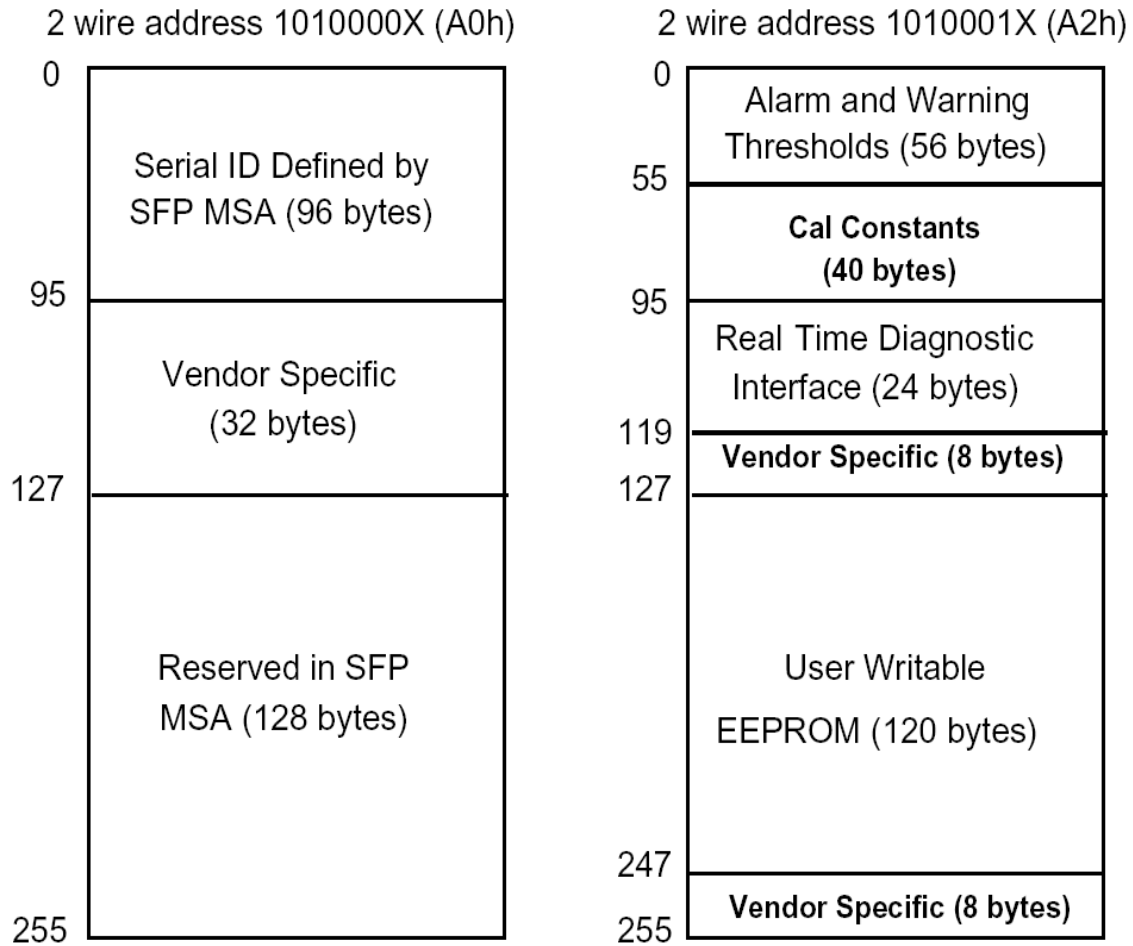 2 wire address 1010000X (A0h)
0
Serial ID Defined by
SFP MSA (96 bytes)
95
Vendor Specific
(32 bytes)
127
Reserved in SFP
MSA (128 bytes)
255
2 wire address 1010001X (A2h)
0
Alarm and Warning
Thresholds (56 bytes)
55
Cal Constants
(40 bytes)
95
Real Time Diagnostic
Interface (24 bytes)
119
Vendor Specific (8 bytes)
127
User Writable
EEPROM (120 bytes)
247
Vendor Specific (8 bytes)
255